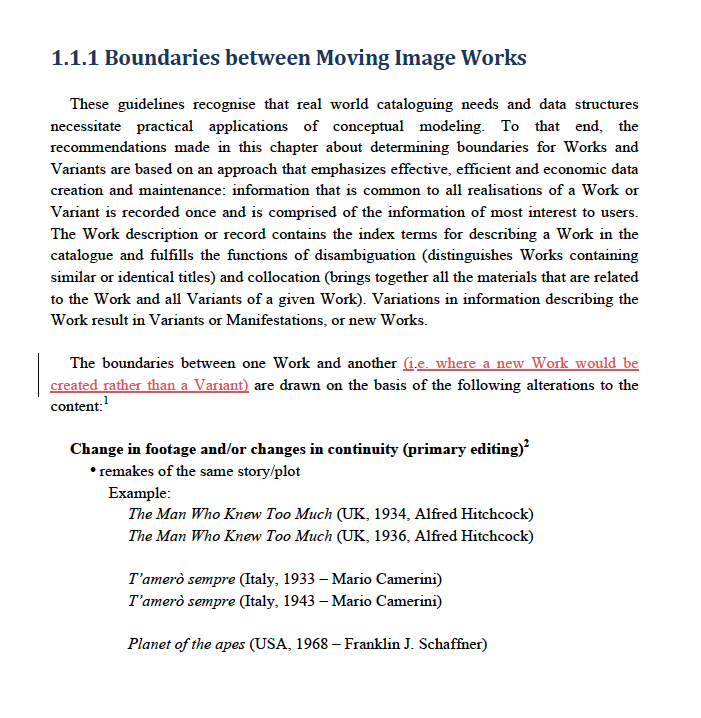 1.1.1 Boundaries between Moving Image Works
These guidelines recognise that real world cataloguing needs and data structures
necessitate practical applications of conceptual modeling. To that end, the
recommendations made in this chapter about determining boundaries for Works and
Variants are based on an approach that emphasizes effective, efficient and economic data
creation and maintenance: information that is common to all realisations of a Work or
Variant is recorded once and is comprised of the information of most interest to users.
The Work description or record contains the index terms for describing a Work in the
catalogue and fulfills the functions of disambiguation (distinguishes Works containing
similar or identical titles) and collocation (brings together all the materials that are related
to the Work and all Variants of a given Work). Variations in information describing the
Work result in Variants or Manifestations, or new Works.
The boundaries between one Work and another (i.e. where a new Work would be
created rather than a Variant) are drawn on the basis of the following alterations to the
content:1
Change in footage and/or changes in continuity (primary editing)2
• remakes of the same story/plot
Example:
The Man Who Knew Too Much (UK, 1934, Alfred Hitchcock)
The Man Who Knew Too Much (UK, 1936, Alfred Hitchcock)
T'amerò sempre (Italy, 1933 – Mario Camerini)
T'amerò sempre (Italy, 1943 – Mario Camerini)
Planet of the apes (USA, 1968 – Franklin J. Schaffner)